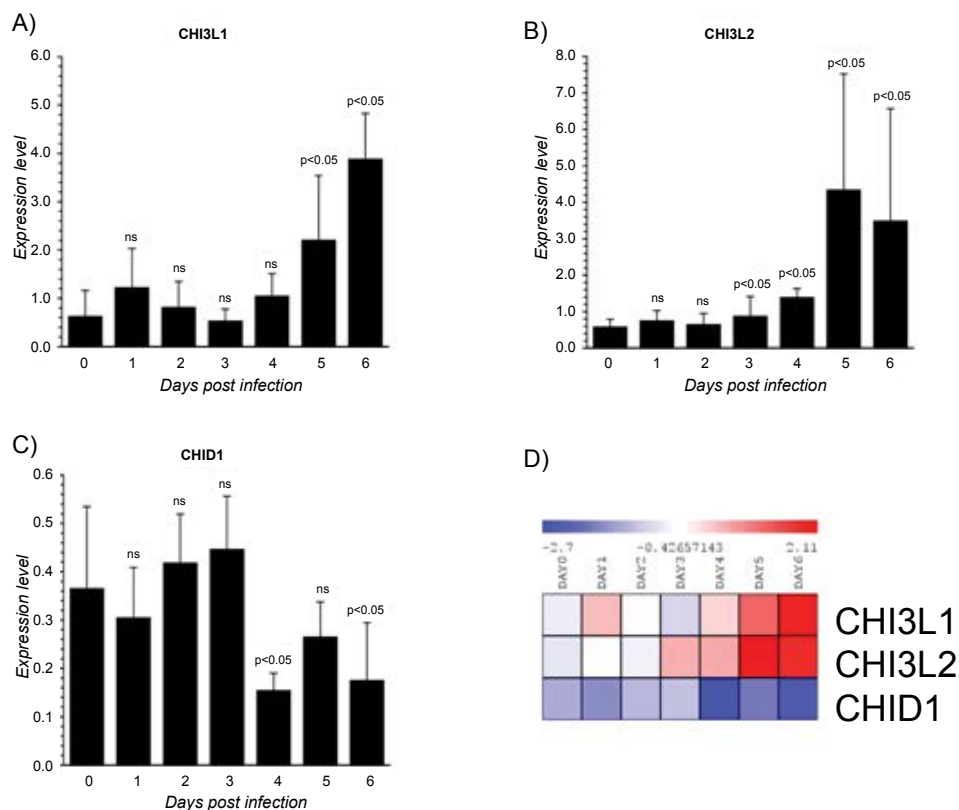 A)
CHI3L1
6.0
5.0
4.0
3.0
2.0
1.0
0.0
Expression level
ns
ns
ns
ns
p<0.05
p<0.05
0 1 2 3 4 5 6
Days post infection
B)
CHI3L2
8.0
7.0
6.0
5.0
4.0
3.0
2.0
1.0
0.0
Expression level
ns
ns
p<0.05
p<0.05
p<0.05
p<0.05
0 1 2 3 4 5 6
Days post infection
C)
CHID1
0.6
0.5
0.4
0.3
0.2
0.1
0.0
Expression level
ns
ns
ns
p<0.05
ns
p<0.05
0 1 2 3 4 5 6
Days post infection
D)
-2.7 -0.42657143 2.11
DAY0 DAY1 DAY2 DAY3 DAY4 DAY5 DAY6
CHI3L1
CHI3L2
CHID1